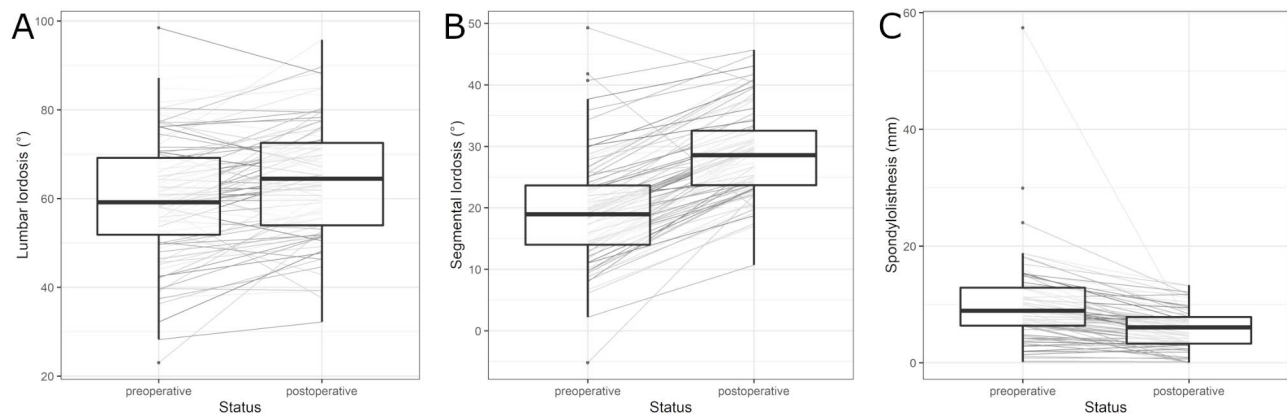 A
Lumbar lordosis (°)
100
80
60
40
20
preoperative
postoperative
Status
B
Segmental lordosis (°)
50
40
30
20
10
0
preoperative
postoperative
Status
C
Spondylolisthesis (mm)
60
40
20
0
preoperative
postoperative
Status